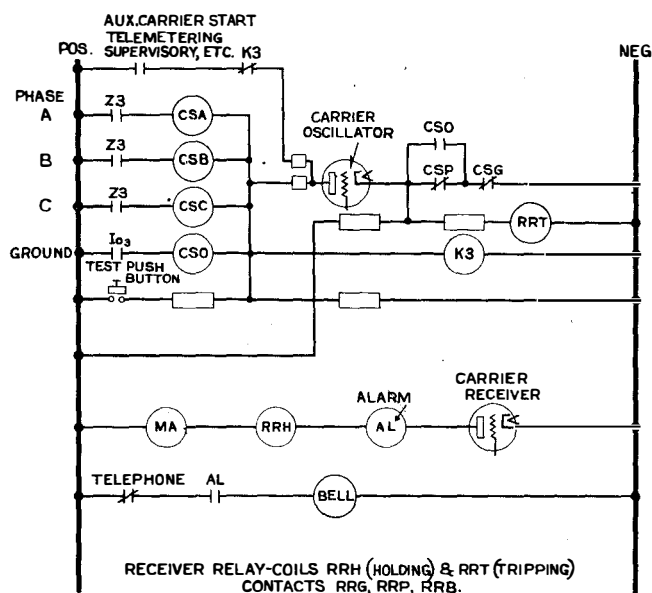 AUX.CARRIER START
TELEMETERING
POS. SUPERVISORY, ETC. K3 NEG
PHASE
A Z3 CSA
CARRIER
OSCILLATOR
CSO
B Z3 CSB
CSP CSG
C Z3 CSC
RRT
GROUND Io3 CSO K3
TEST PUSH
BUTTON
CARRIER
RECEIVER
ALARM
MA RRH AL
TELEPHONE AL
BELL
RECEIVER RELAY-COILS RRH (HOLDING) & RRT (TRIPPING)
CONTACTS RRG, RRP, RRB.